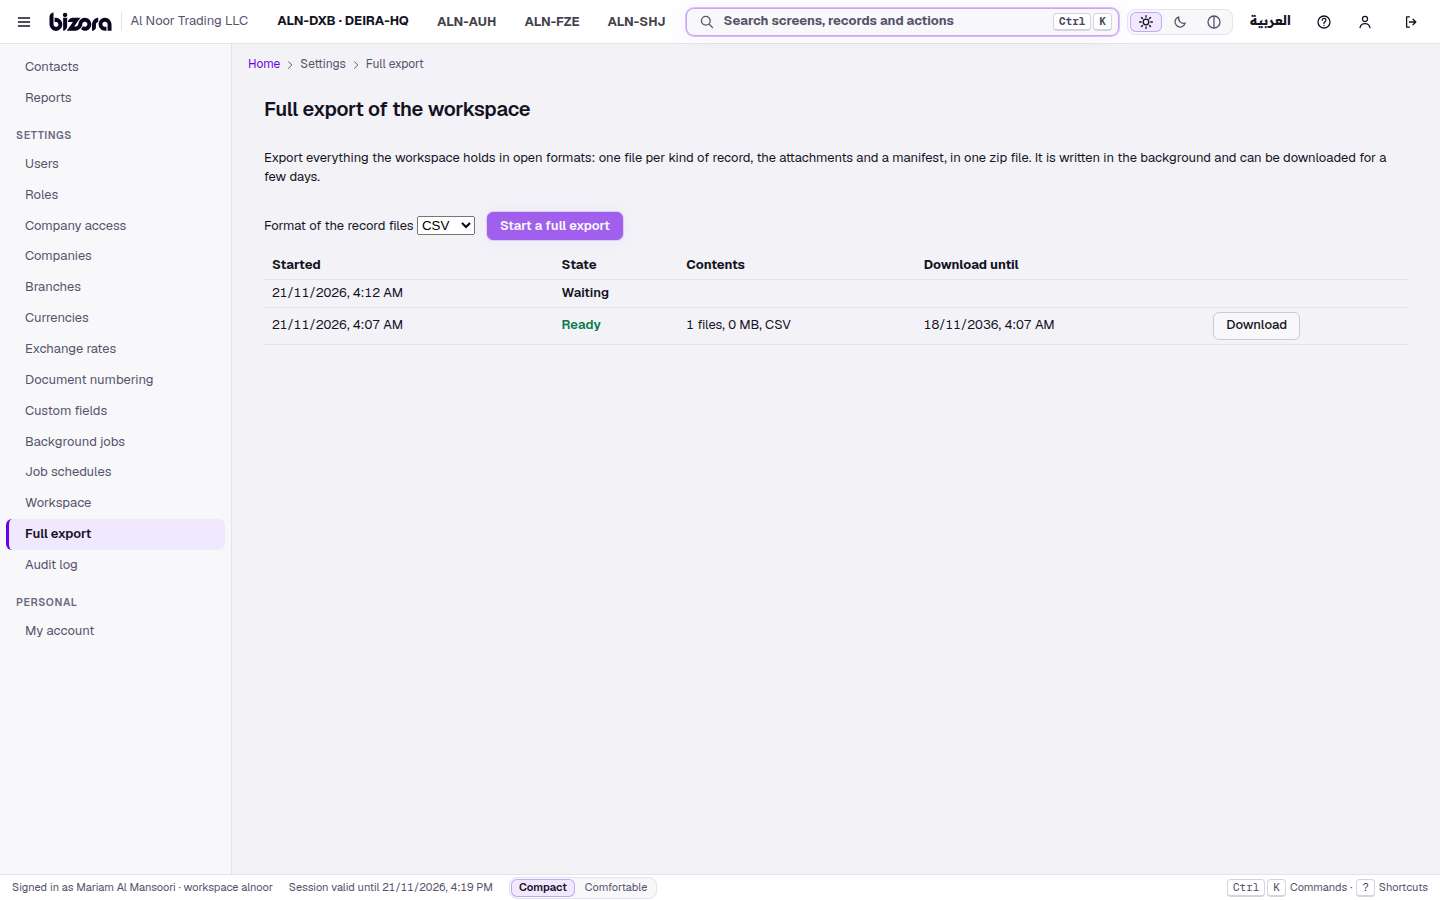 bizora
Al Noor Trading LLC
ALN-DXB · DEIRA-HQ
ALN-AUH
ALN-FZE
ALN-SHJ
Search screens, records and actions
Ctrl K
العربية
Contacts
Reports
SETTINGS
Users
Roles
Company access
Companies
Branches
Currencies
Exchange rates
Document numbering
Custom fields
Background jobs
Job schedules
Workspace
Full export
Audit log
PERSONAL
My account
Home > Settings > Full export
Full export of the workspace
Export everything the workspace holds in open formats: one file per kind of record, the attachments and a manifest, in one zip file. It is written in the background and can be downloaded for a
few days.
Format of the record files CSV Start a full export
Started State Contents Download until
21/11/2026, 4:12 AM Waiting
21/11/2026, 4:07 AM Ready 1 files, 0 MB, CSV 18/11/2036, 4:07 AM Download
Signed in as Mariam Al Mansoori · workspace alnoor
Session valid until 21/11/2026, 4:19 PM
Compact Comfortable
Ctrl K Commands · ? Shortcuts